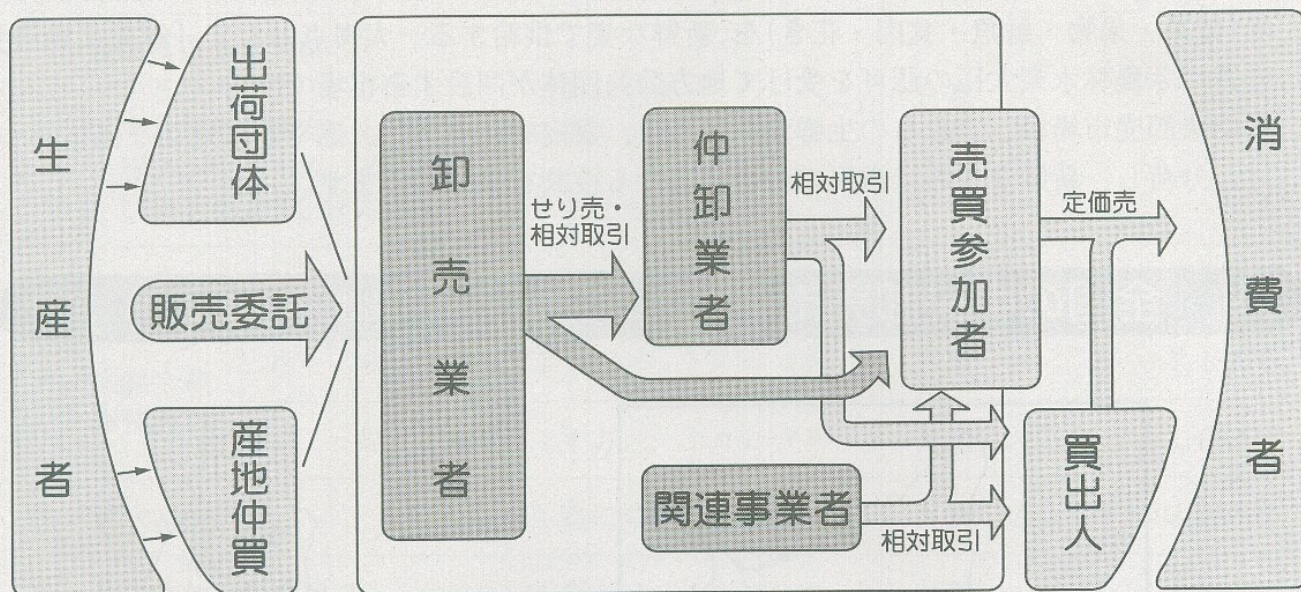 生産者
出荷団体
産地仲買
販売委託
卸売業者
せり売・
相対取引
仲卸業者
相対取引
関連事業者
相対取引
売買参加者
買出人
定価売
消費者